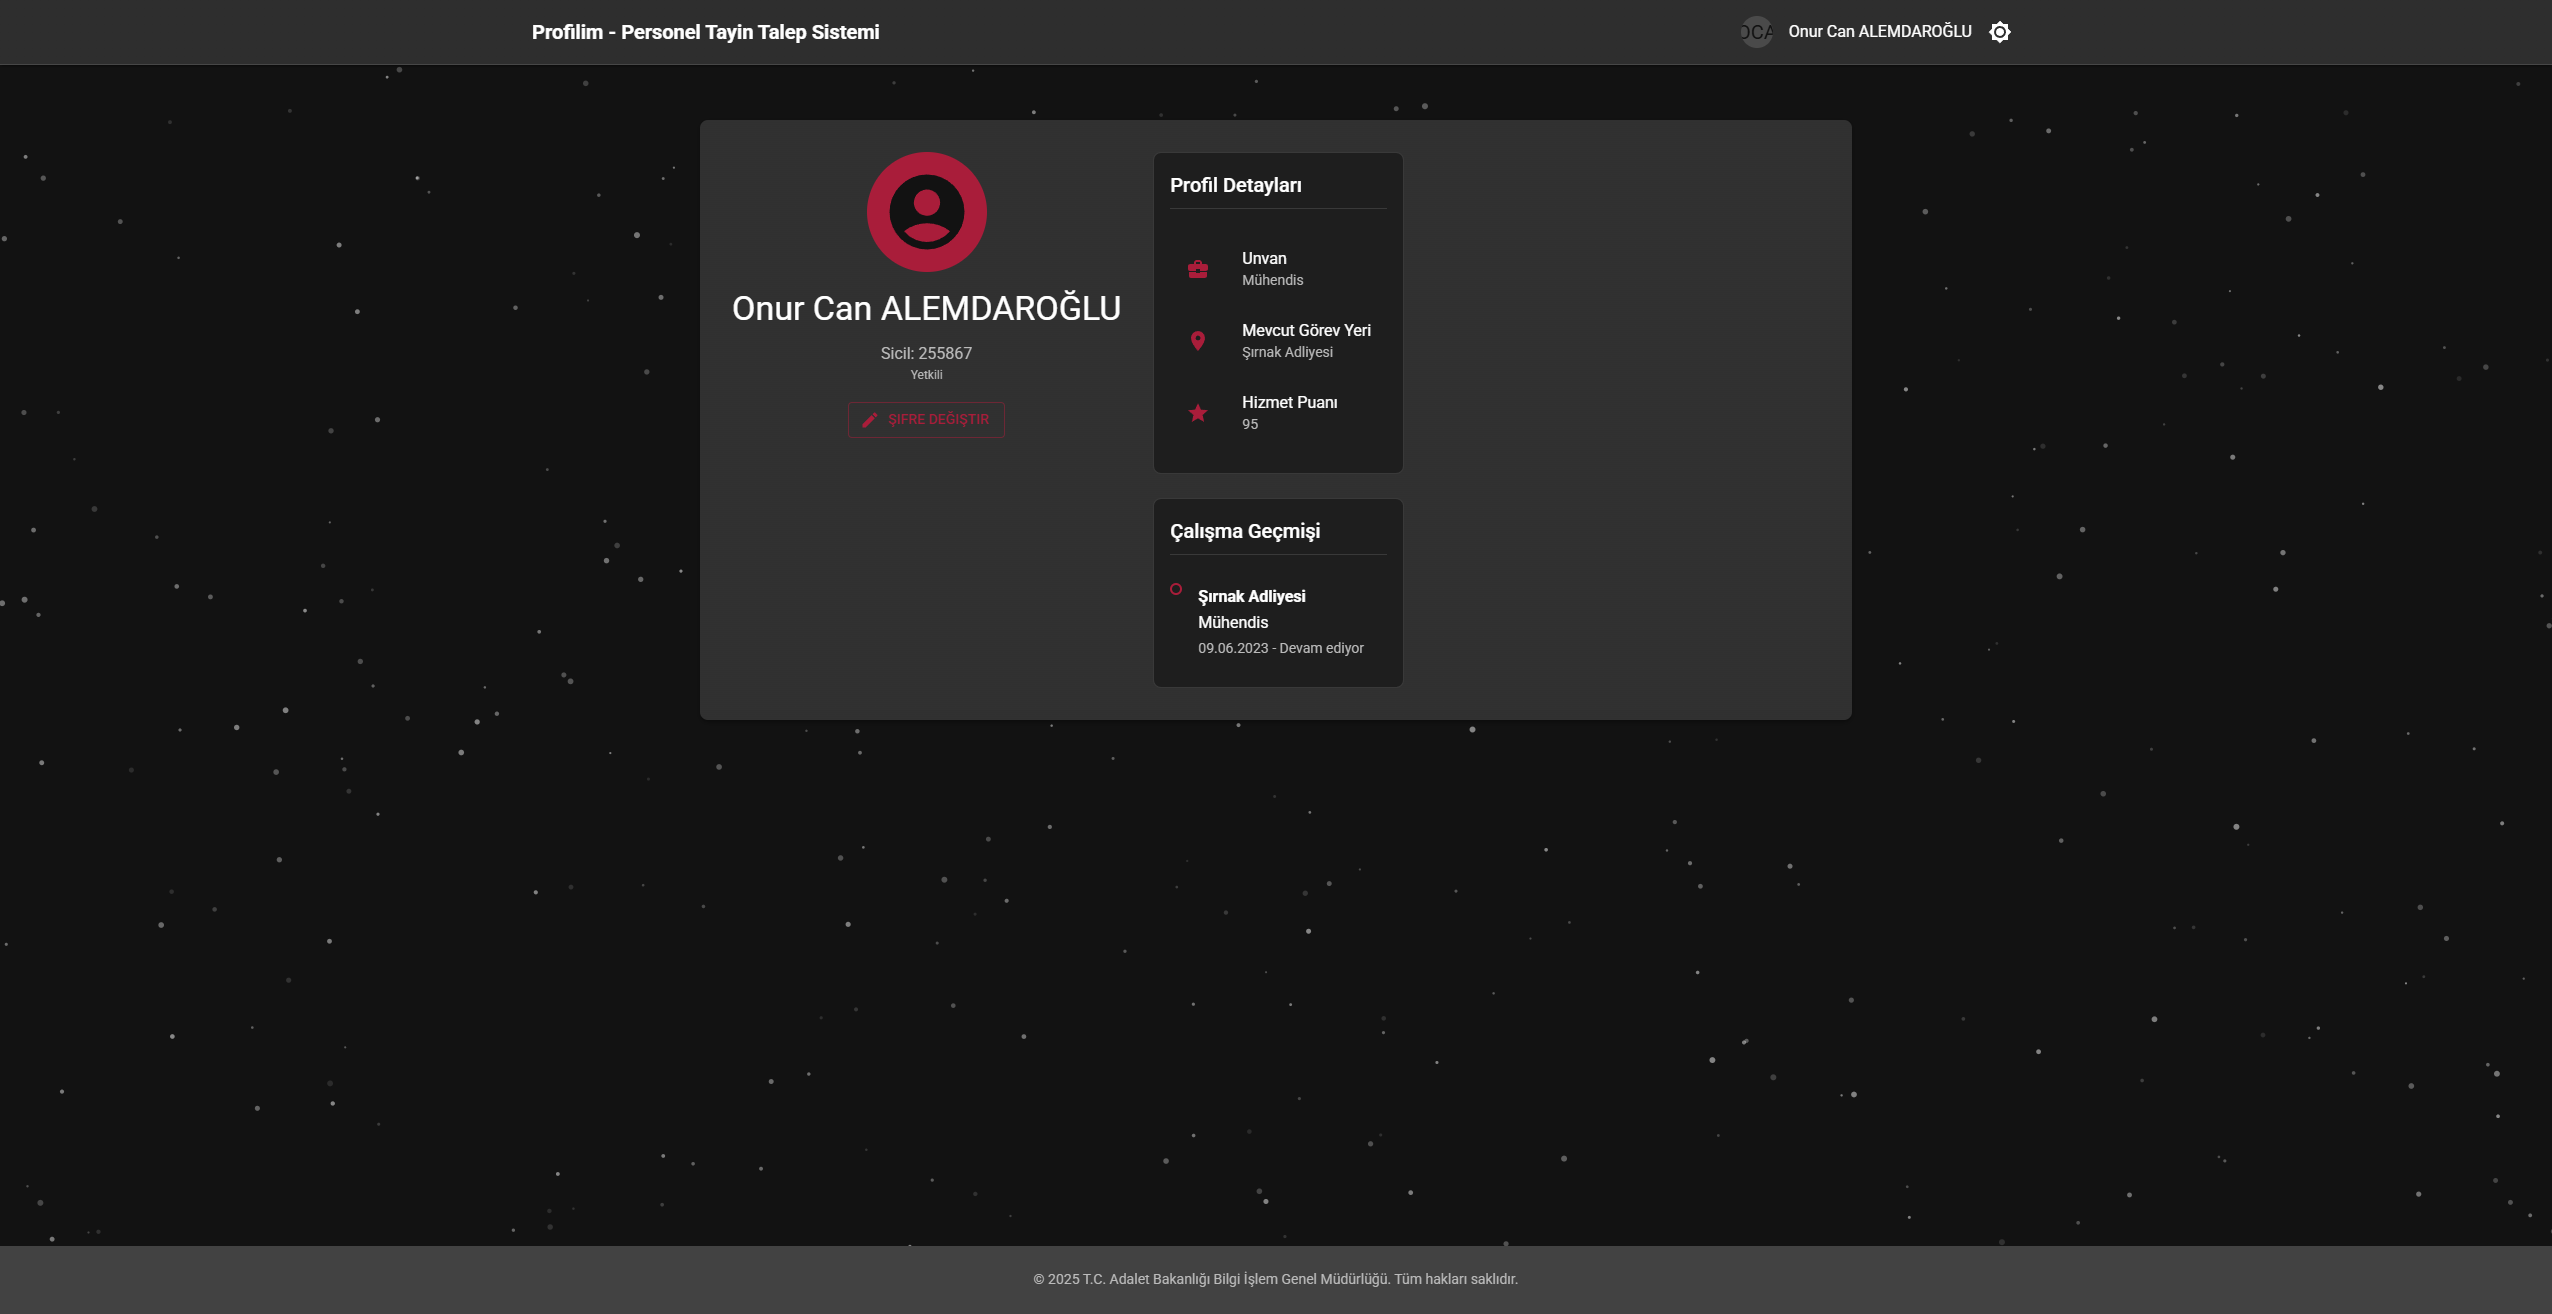 Profilim - Personel Tayin Talep Sistemi
OCA
Onur Can ALEMDAROĞLU
Onur Can ALEMDAROĞLU
Sicil: 255867
Yetkili
ŞIFRE DEĞIŞTIR
Profil Detayları
Unvan
Mühendis
Mevcut Görev Yeri
Şırnak Adliyesi
Hizmet Puanı
95
Çalışma Geçmişi
Şırnak Adliyesi
Mühendis
09.06.2023 - Devam ediyor
© 2025 T.C. Adalet Bakanlığı Bilgi İşlem Genel Müdürlüğü. Tüm hakları saklıdır.